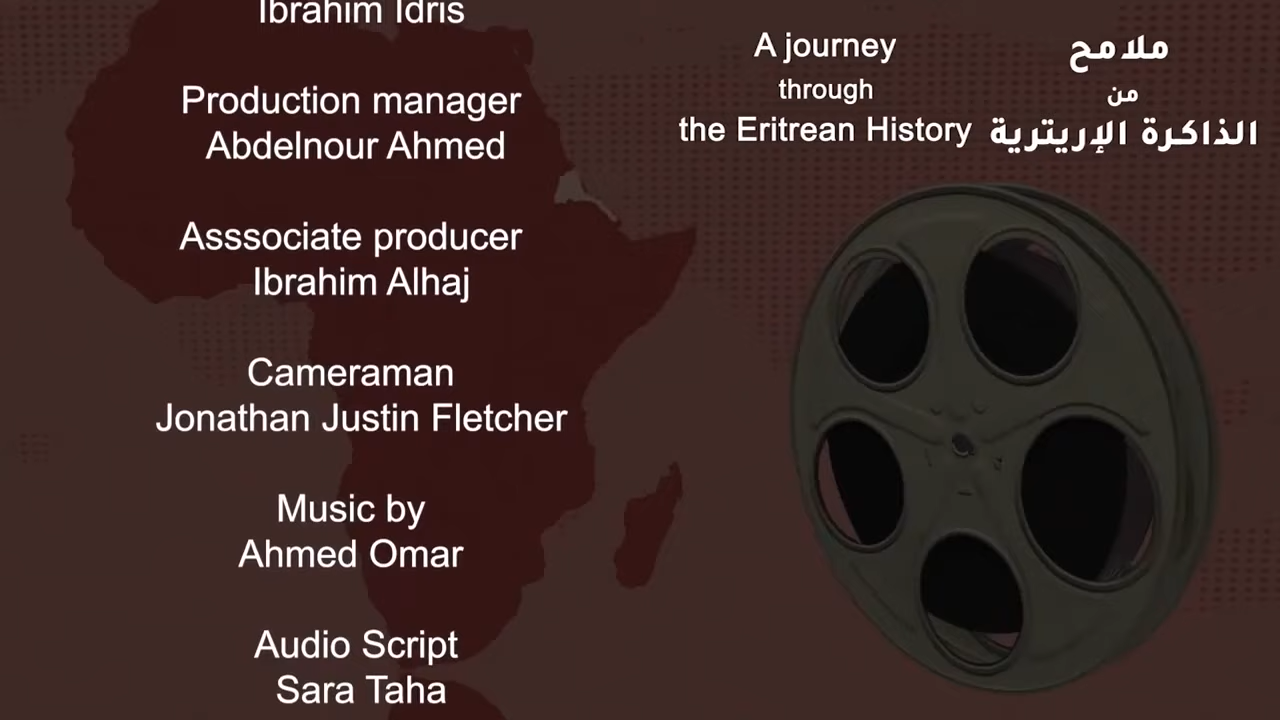 Ibrahim Idris
Production manager
Abdelnour Ahmed
Asssociate producer
Ibrahim Alhaj
Cameraman
Jonathan Justin Fletcher
Music by
Ahmed Omar
Audio Script
Sara Taha
A journey
through
the Eritrean History
ملامح
من
الذاكرة الإريترية